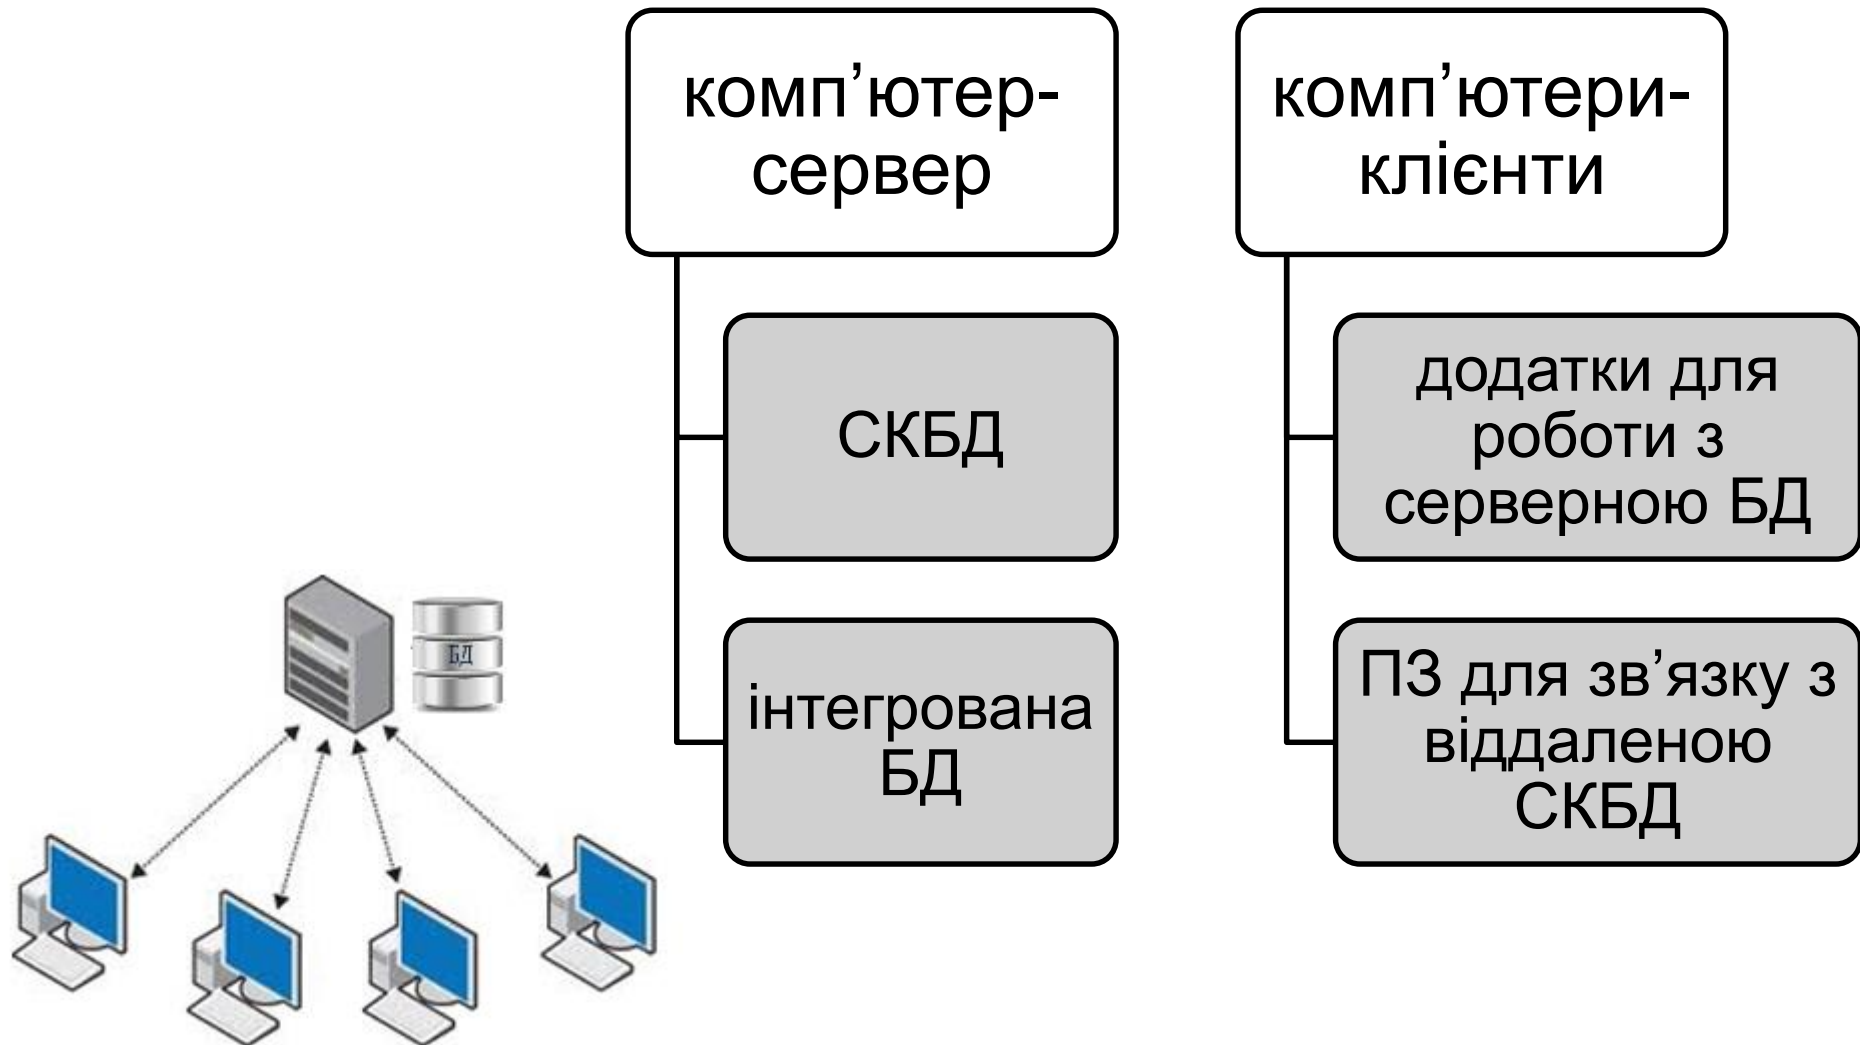 комп’ютер-
сервер
СКБД
інтегрована
БД
комп’ютери-
клієнти
додатки для
роботи з
серверною БД
ПЗ для зв’язку з
віддаленою
СКБД
БД